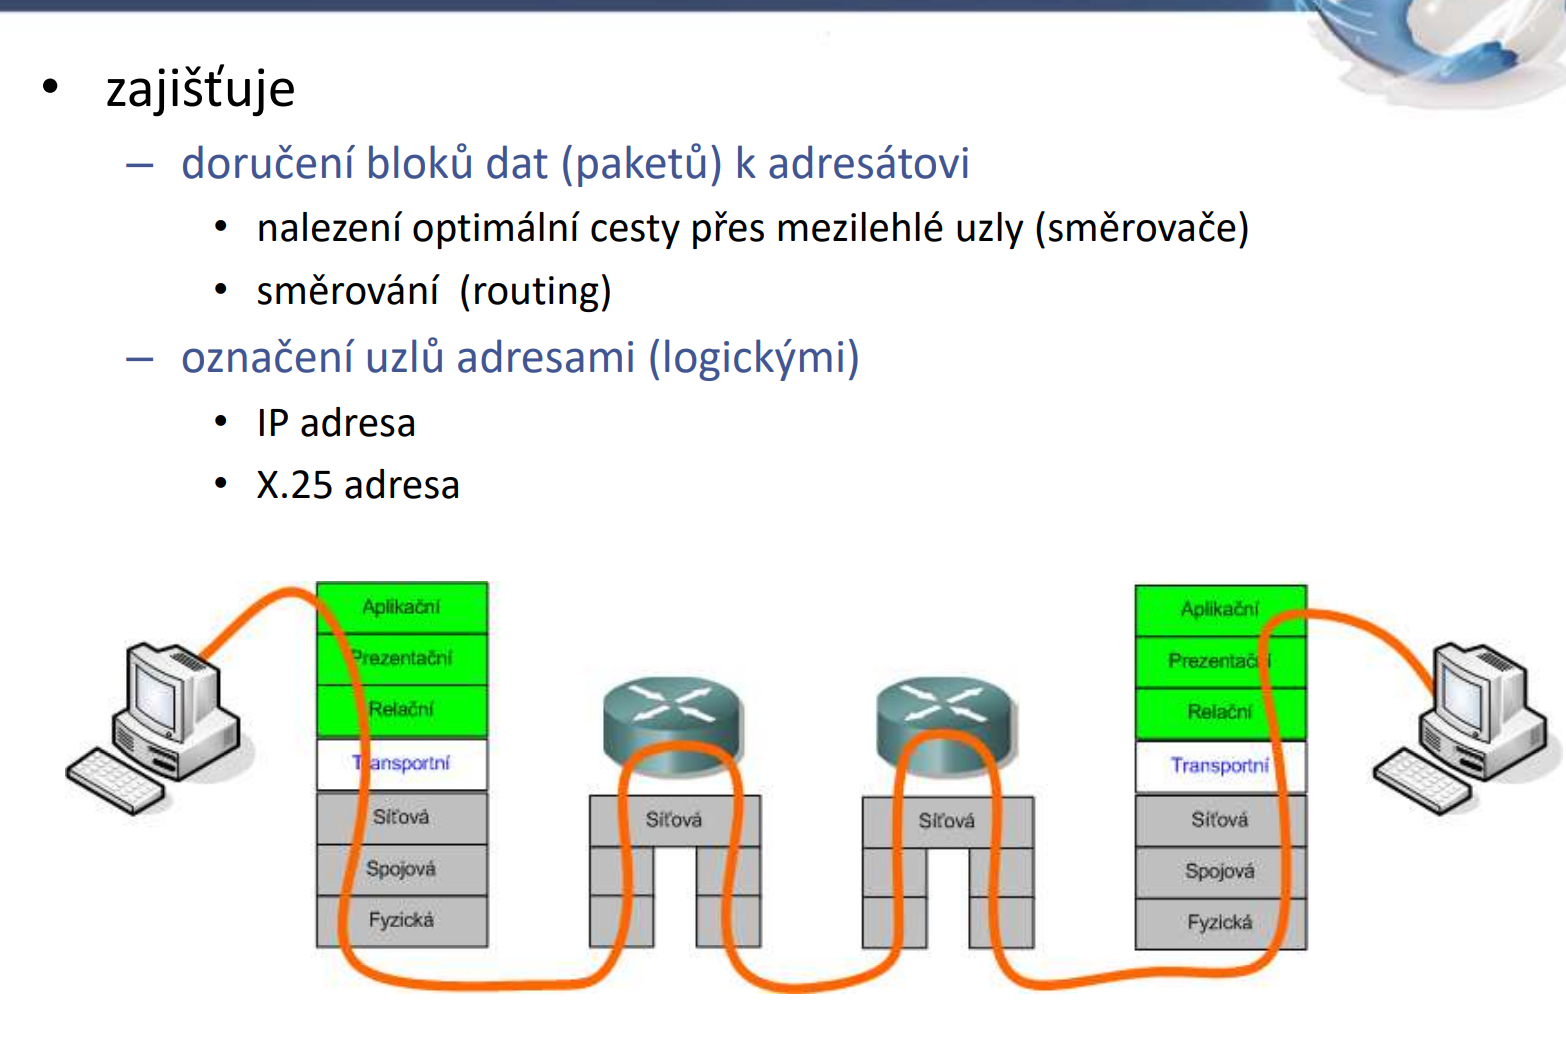 • zajišťuje
– doručení bloků dat (paketů) k adresátovi
• nalezení optimální cesty přes mezilehlé uzly (směrovače)
• směrování (routing)
– označení uzlů adresami (logickými)
• IP adresa
• X.25 adresa
Aplikační
Prezentační
Relační
Transportní
Síťová
Spojová
Fyzická
Síťová
Síťová
Aplikační
Prezentační
Relační
Transportní
Síťová
Spojová
Fyzická